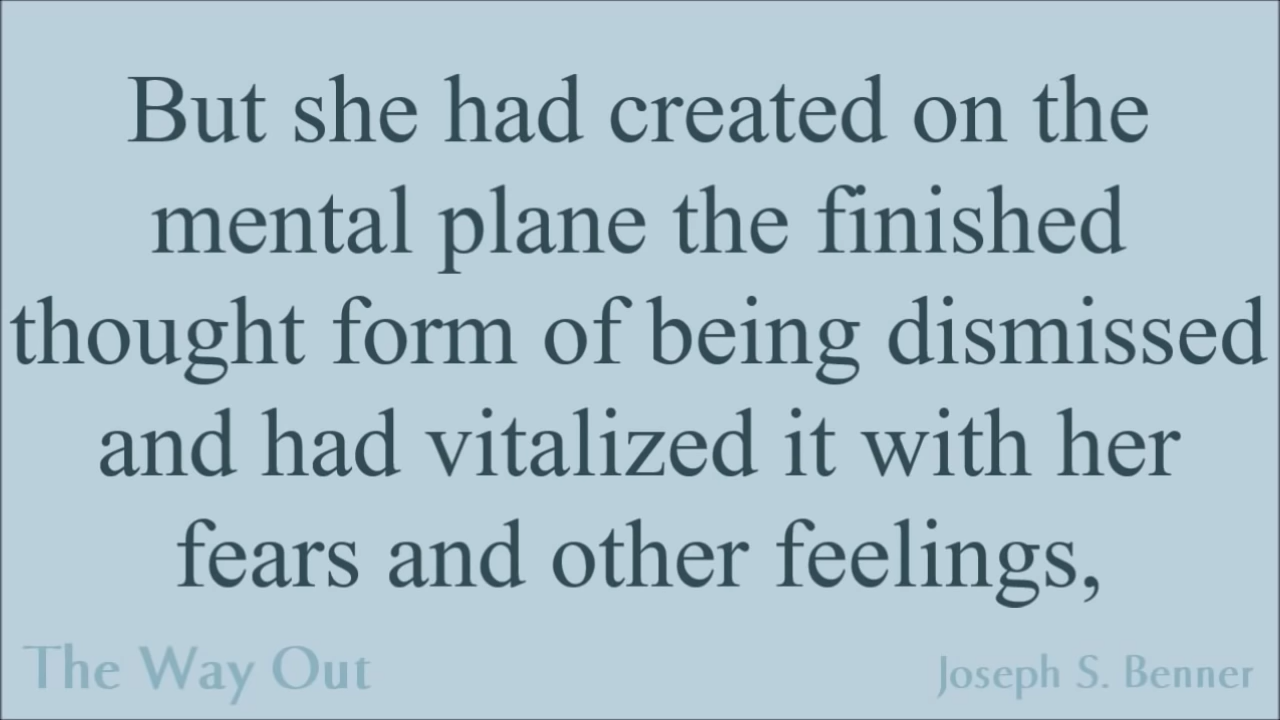 But she had created on the
mental plane the finished
thought form of being dismissed
and had vitalized it with her
fears and other feelings,
The Way Out
Joseph S. Benner